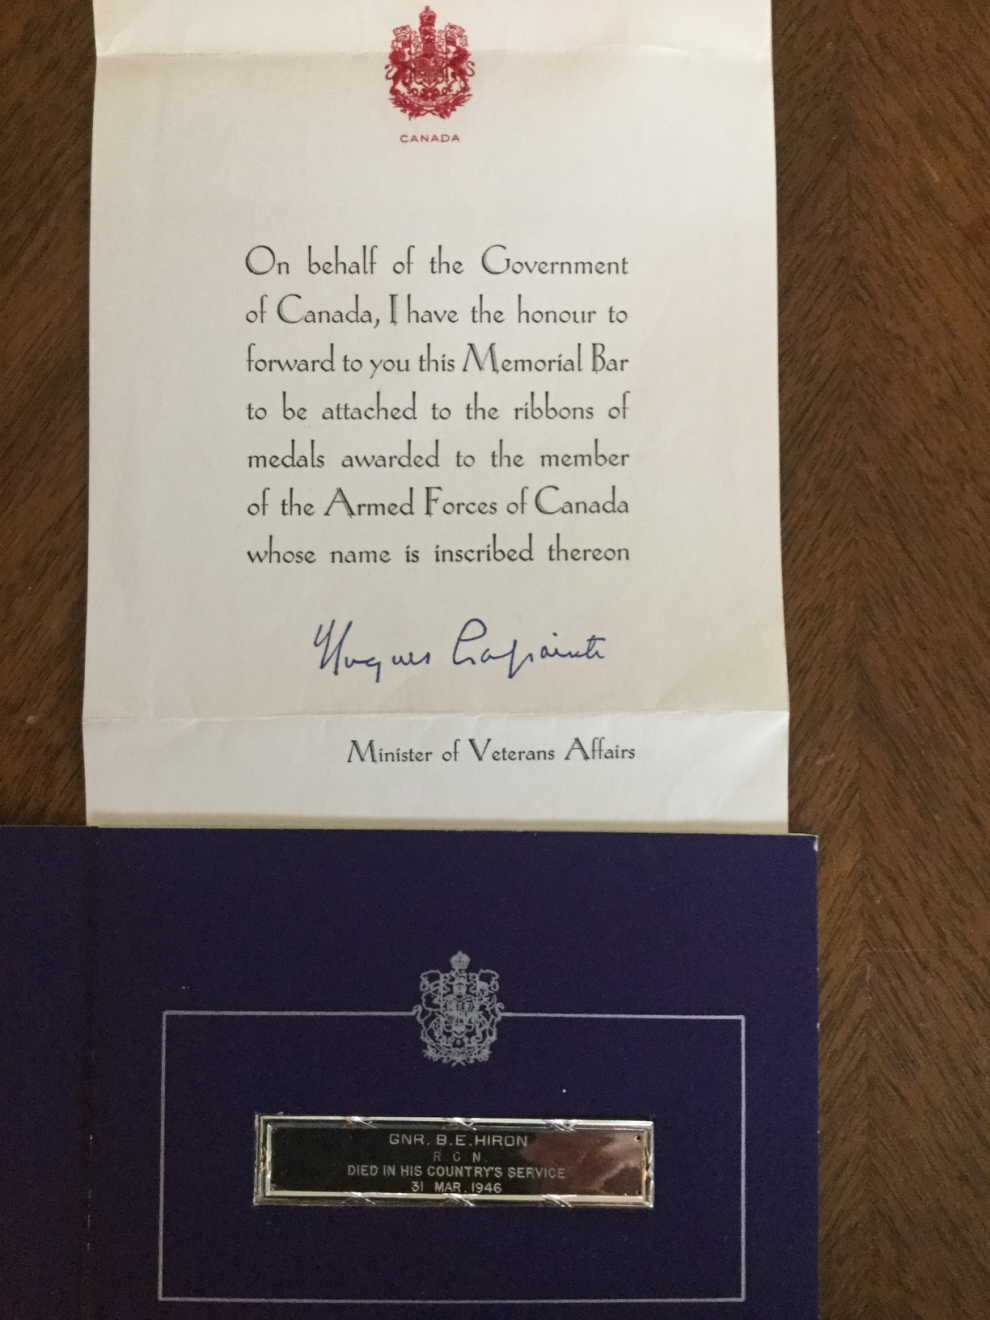 CANADA
On behalf of the Government
of Canada, I have the honour to
forward to you this Memorial Bar
to be attached to the ribbons of
medals awarded to the member
of the Armed Forces of Canada
whose name is inscribed thereon
Hugues Lapointe
Minister of Veterans Affairs
GNR. B.E. HIRON
R C N.
DIED IN HIS COUNTRY'S SERVICE
31 MAR. 1946